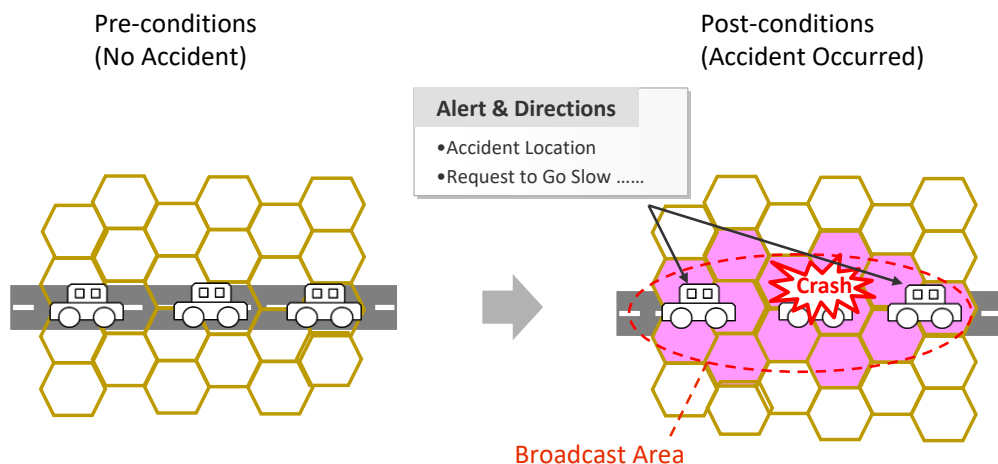 Pre-conditions
(No Accident)
Post-conditions
(Accident Occurred)
Alert & Directions
•Accident Location
•Request to Go Slow ......
Crash
Broadcast Area